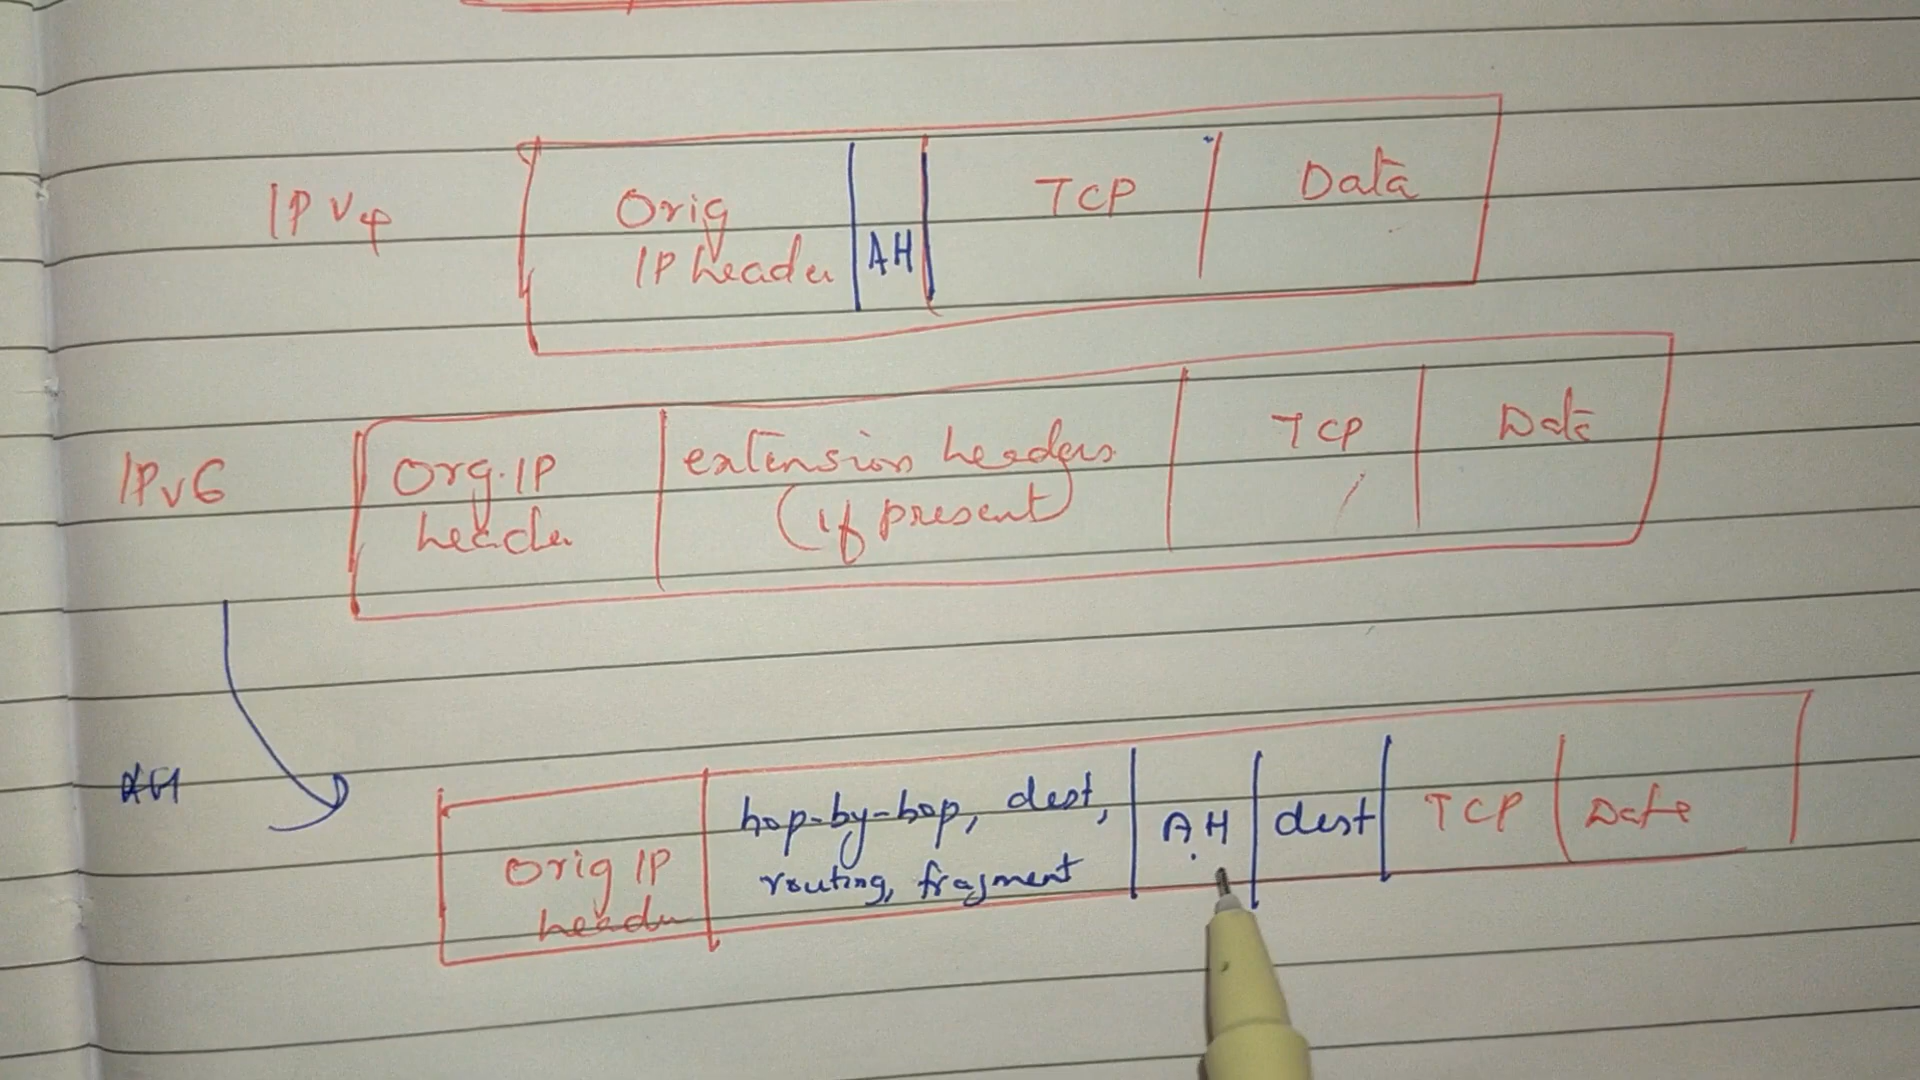 IPv4
Orig
IP header
AH
TCP
Data
IPv6
Org.IP
header
extension headers
(if present)
TCP
Data
Orig IP
header
hop-by-hop, dest,
routing, fragment
AH
dest
TCP
Data